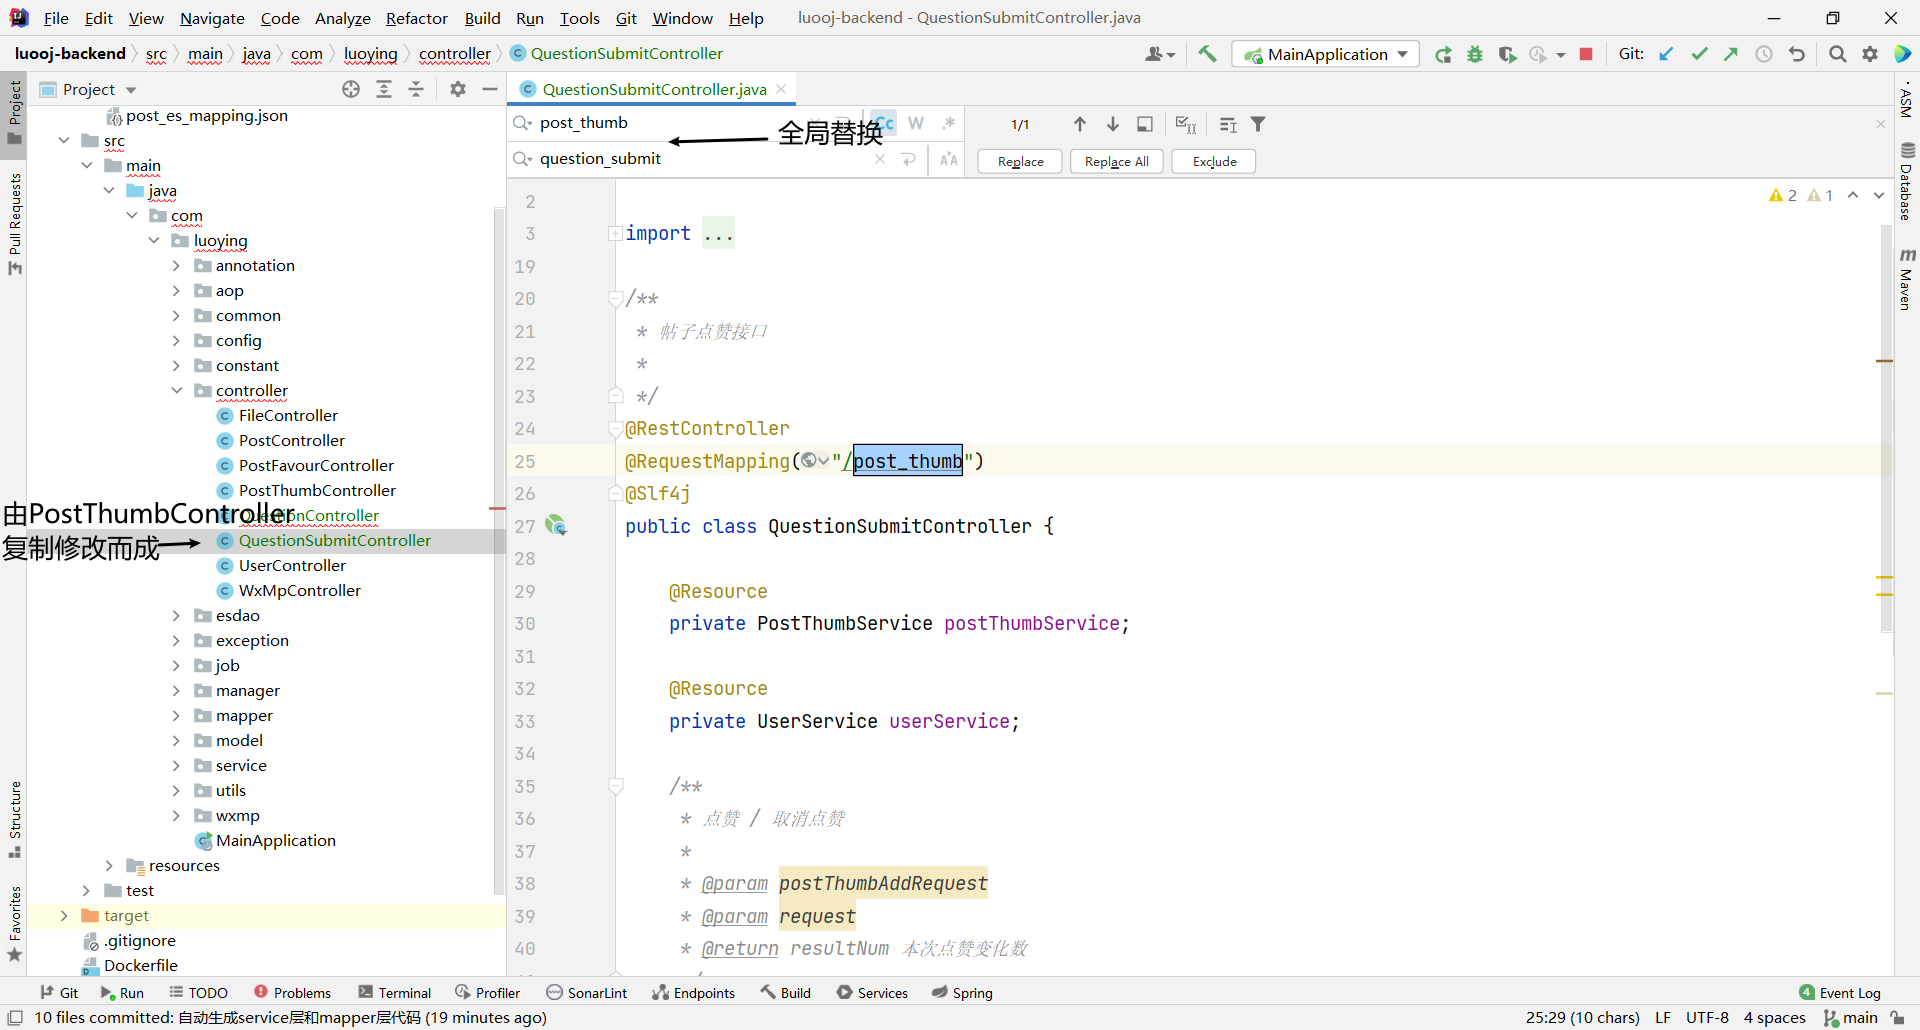 File Edit View Navigate Code Analyze Refactor Build Run Tools Git Window Help luooj-backend - QuestionSubmitController.java
luooj-backend src main java com luoying controller QuestionSubmitController MainApplication Git:
Project QuestionSubmitController.java
post_es_mapping.json
src
main
java
com
luoying
annotation
aop
common
config
constant
controller
FileController
PostController
PostFavourController
PostThumbController
QuestionController
QuestionSubmitController
UserController
WxMpController
esdao
exception
job
manager
mapper
model
service
utils
wxmp
MainApplication
resources
test
target
.gitignore
Dockerfile
由PostThumbController
复制修改而成
Project
Pull Requests
Structure
Favorites
post_thumb Cc W .* 1/1
全局替换
question_submit Replace Replace All Exclude
2 1
2
3 import ...
19
20 /**
21 * 帖子点赞接口
22 *
23 */
24 @RestController
25 @RequestMapping("/post_thumb")
26 @Slf4j
27 public class QuestionSubmitController {
28
29 @Resource
30 private PostThumbService postThumbService;
31
32 @Resource
33 private UserService userService;
34
35 /**
36 * 点赞 / 取消点赞
37 *
38 * @param postThumbAddRequest
39 * @param request
40 * @return resultNum 本次点赞变化数
ASM
Database
m Maven
Git Run TODO Problems Terminal Profiler SonarLint Endpoints Build Services Spring 4 Event Log
10 files committed: 自动生成service层和mapper层代码 (19 minutes ago) 25:29 (10 chars) LF UTF-8 4 spaces main